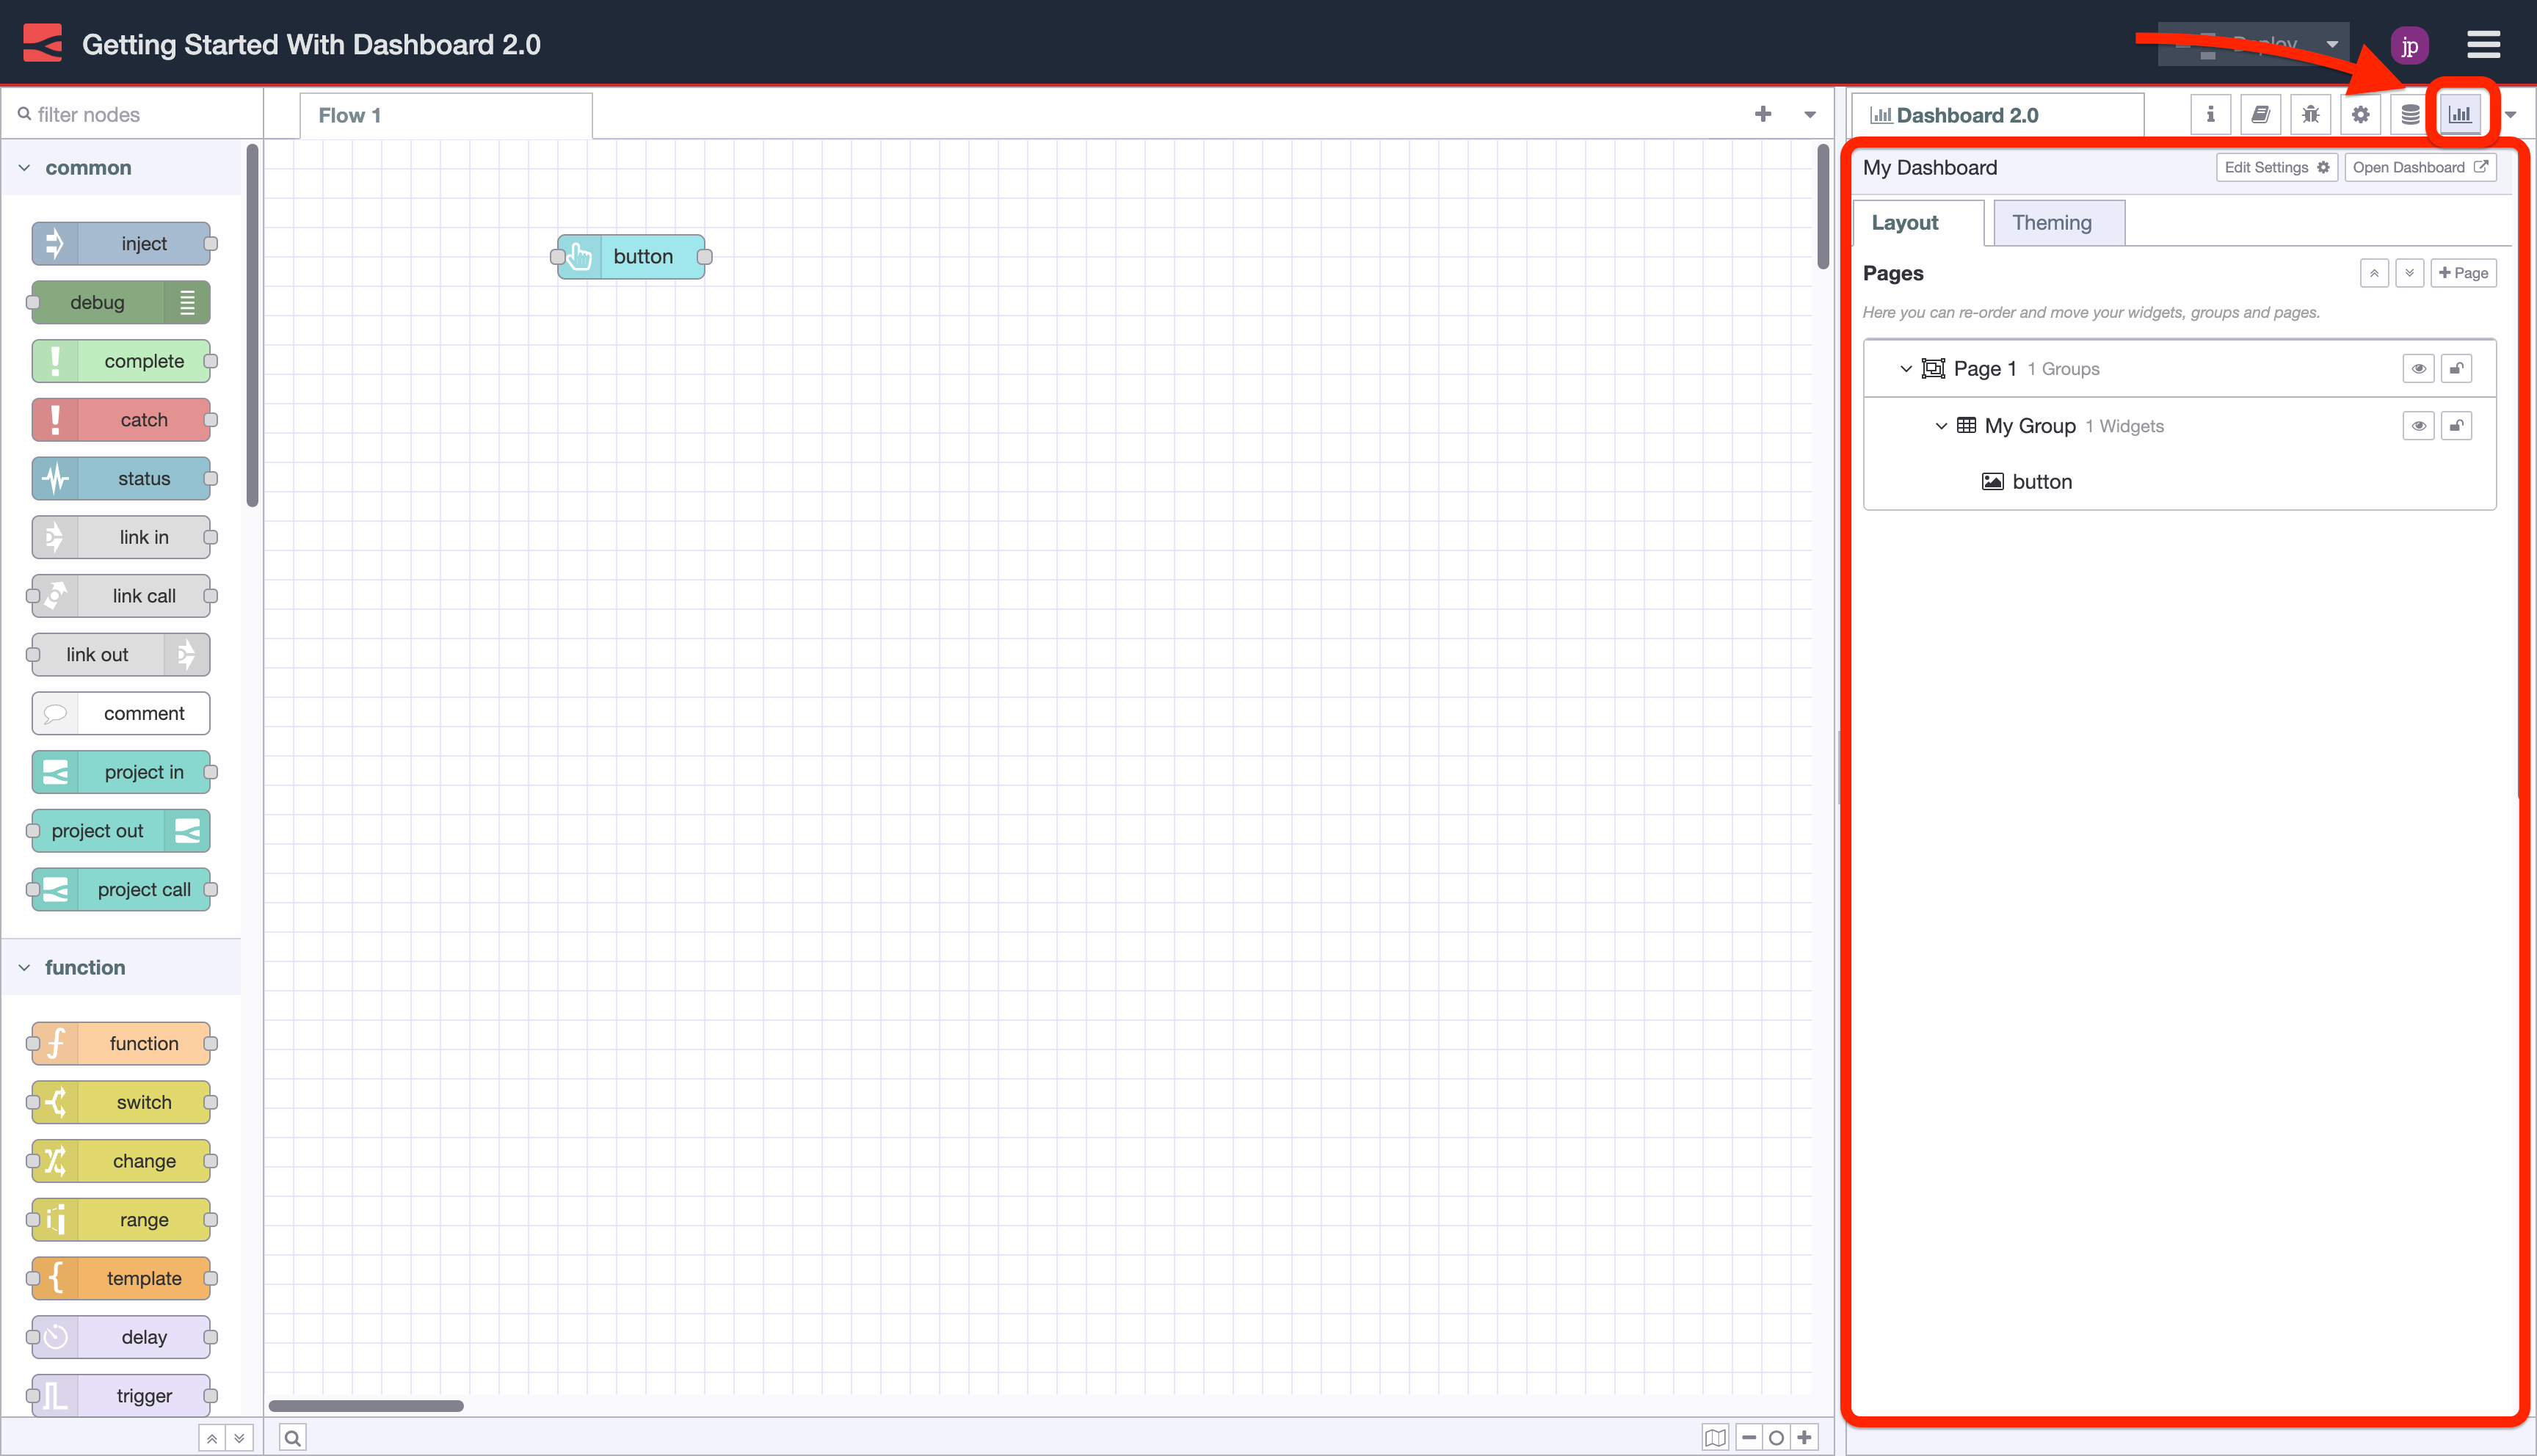 Getting Started With Dashboard 2.0
Deploy
jp
filter nodes
Flow 1
Dashboard 2.0
common
inject
debug
complete
catch
status
link in
link call
link out
comment
project in
project out
project call
function
function
switch
change
range
template
delay
trigger
button
My Dashboard
Edit Settings
Open Dashboard
Layout
Theming
Pages
Page
Here you can re-order and move your widgets, groups and pages.
Page 1 1 Groups
My Group 1 Widgets
button